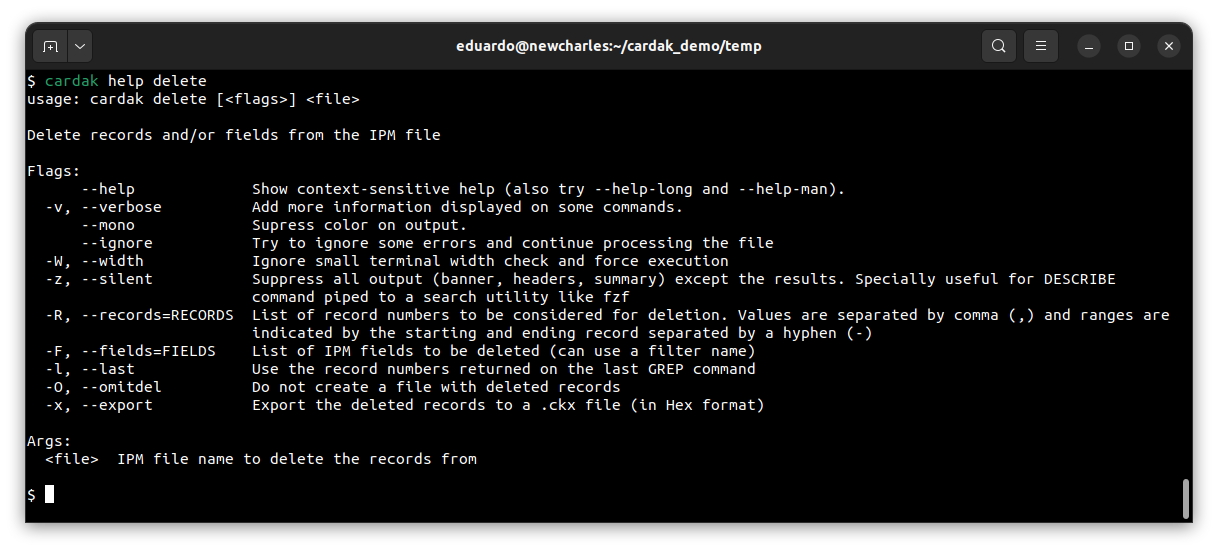 eduardo@newcharles:~/cardak_demo/temp
$ cardak help delete
usage: cardak delete [<flags>] <file>
Delete records and/or fields from the IPM file
Flags:
      --help             Show context-sensitive help (also try --help-long and --help-man).
  -v, --verbose          Add more information displayed on some commands.
      --mono             Supress color on output.
      --ignore           Try to ignore some errors and continue processing the file
  -W, --width            Ignore small terminal width check and force execution
  -z, --silent           Suppress all output (banner, headers, summary) except the results. Specially useful for DESCRIBE
                         command piped to a search utility like fzf
  -R, --records=RECORDS  List of record numbers to be considered for deletion. Values are separated by comma (,) and ranges are
                         indicated by the starting and ending record separated by a hyphen (-)
  -F, --fields=FIELDS    List of IPM fields to be deleted (can use a filter name)
  -l, --last             Use the record numbers returned on the last GREP command
  -O, --omitdel          Do not create a file with deleted records
  -x, --export           Export the deleted records to a .ckx file (in Hex format)
Args:
  <file>  IPM file name to delete the records from
$